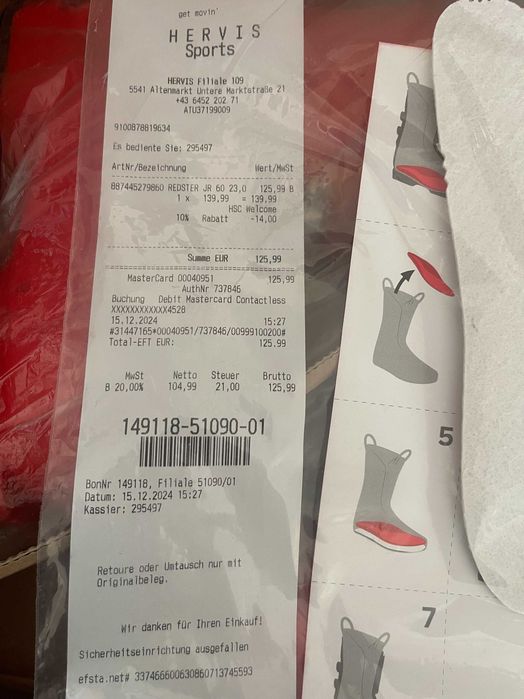 get movin'
HERVIS
Sports
HERVIS Filiale 109
5541 Altenmarkt Untere Marktstraße 21
+43 6452 202 71
ATU37199009
9100878819634
Es bediente Sie: 295497
ArtNr/Bezeichnung Wert/MwSt
887445279860 REDSTER JR 60 23,0 125,99 B
1 x 139,99 = 139,99
HSC Welcome
10% Rabatt -14,00
Summe EUR 125,99
MasterCard 00040951 125,99
AuthNr 737846
Buchung Debit Mastercard Contactless
XXXXXXXXXXXX4528
15.12.2024 15:27
#31447165*00040951/737846/00999100200#
Total-EFT EUR: 125.99
MwSt Netto Steuer Brutto
B 20,00% 104,99 21,00 125,99
149118-51090-01
BonNr 149118, Filiale 51090/01
Datum: 15.12.2024 15:27
Kassier: 295497
Retoure oder Umtausch nur mit
Originalbeleg.
Wir danken für Ihren Einkauf!
Sicherheitseinrichtung ausgefallen
efsta.net# 337466600630860713745593
5
7